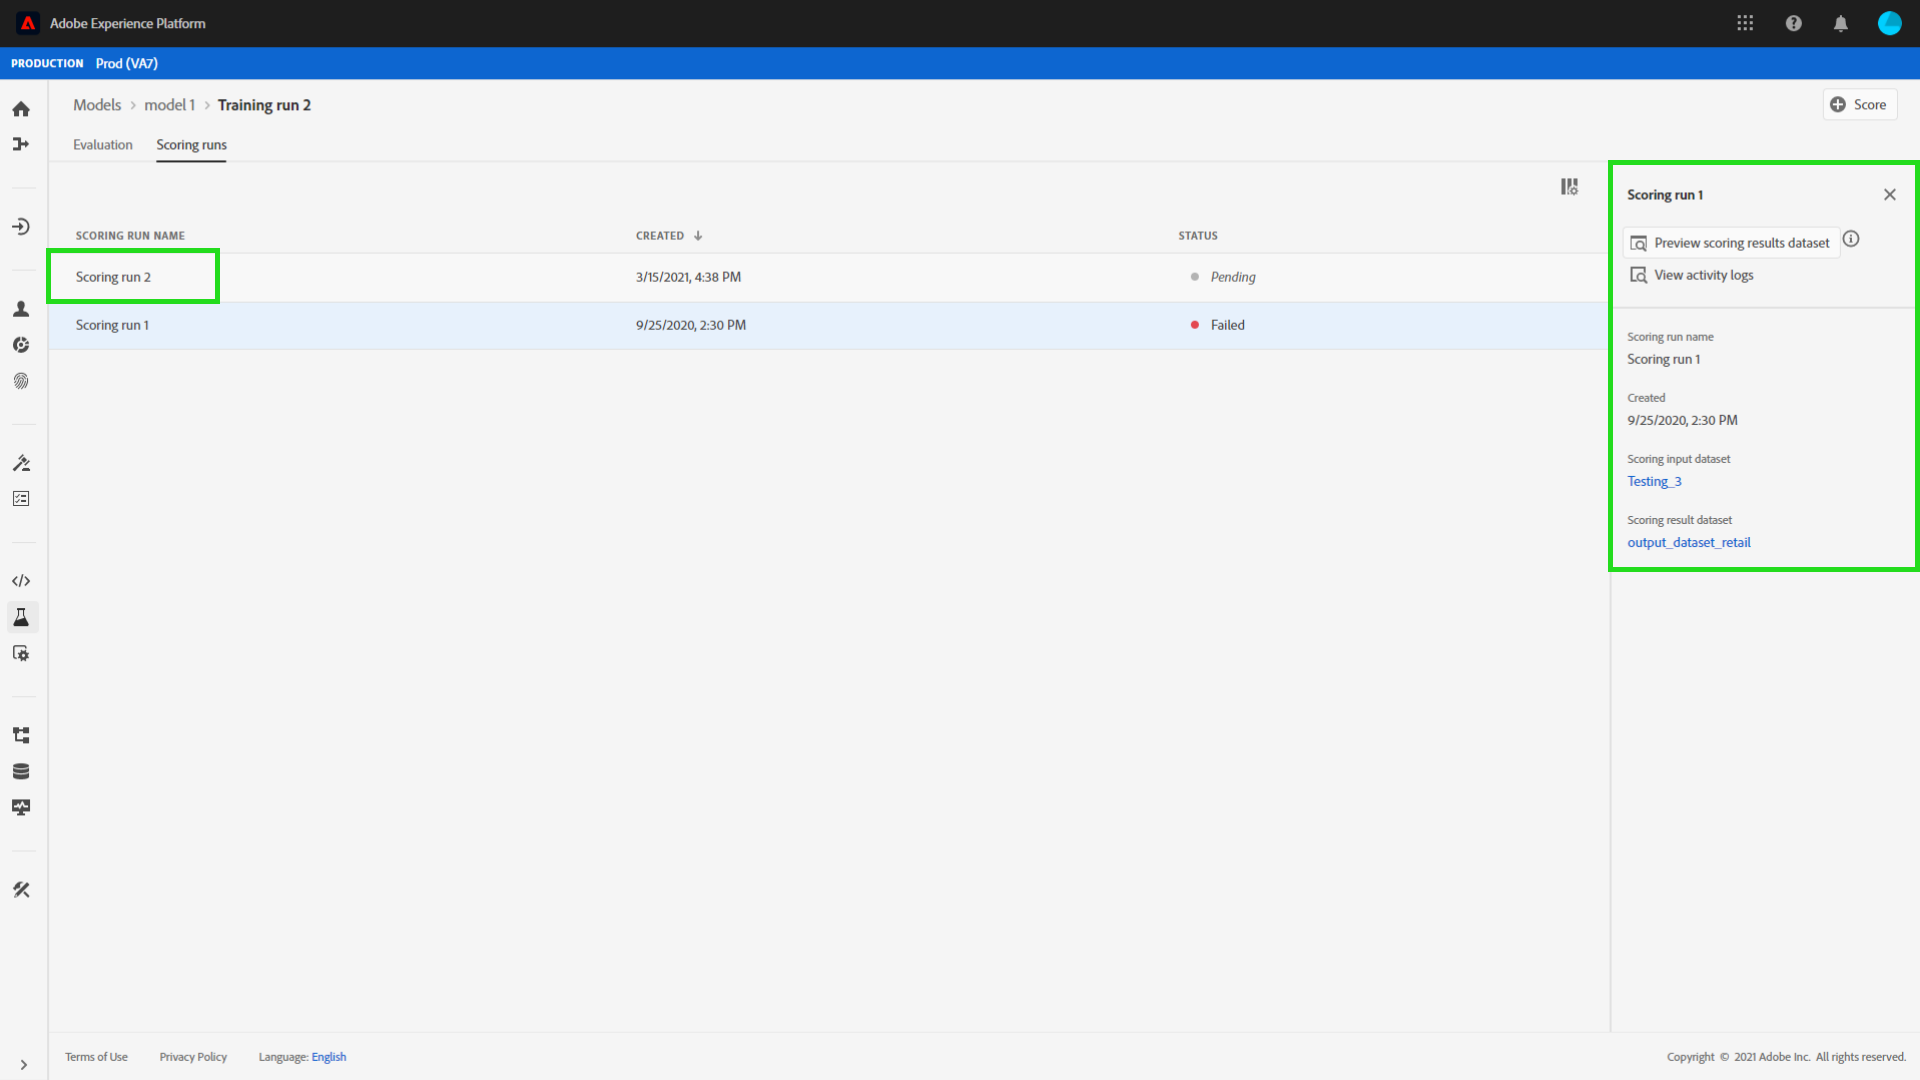 Adobe Experience Platform
PRODUCTION Prod (VA7)
Models > model 1 > Training run 2
Score
Evaluation Scoring runs
SCORING RUN NAME CREATED STATUS
Scoring run 2 3/15/2021, 4:38 PM Pending
Scoring run 1 9/25/2020, 2:30 PM Failed
Scoring run 1
Preview scoring results dataset
View activity logs
Scoring run name
Scoring run 1
Created
9/25/2020, 2:30 PM
Scoring input dataset
Testing_3
Scoring result dataset
output_dataset_retail
Terms of Use Privacy Policy Language: English
Copyright © 2021 Adobe Inc. All rights reserved.